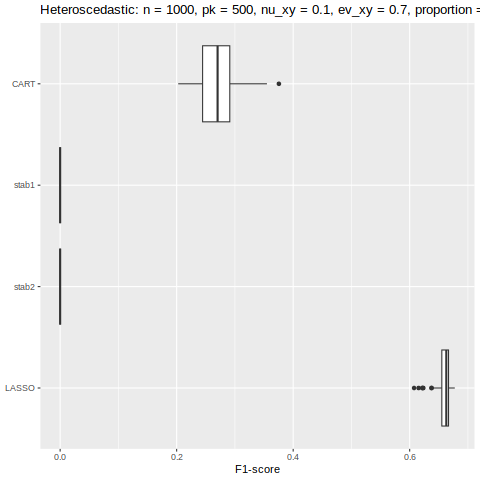 Heteroscedastic: n = 1000, pk = 500, nu_xy = 0.1, ev_xy = 0.7, proportion =
CART
stab1
stab2
LASSO
0.0 0.2 0.4 0.6
F1-score